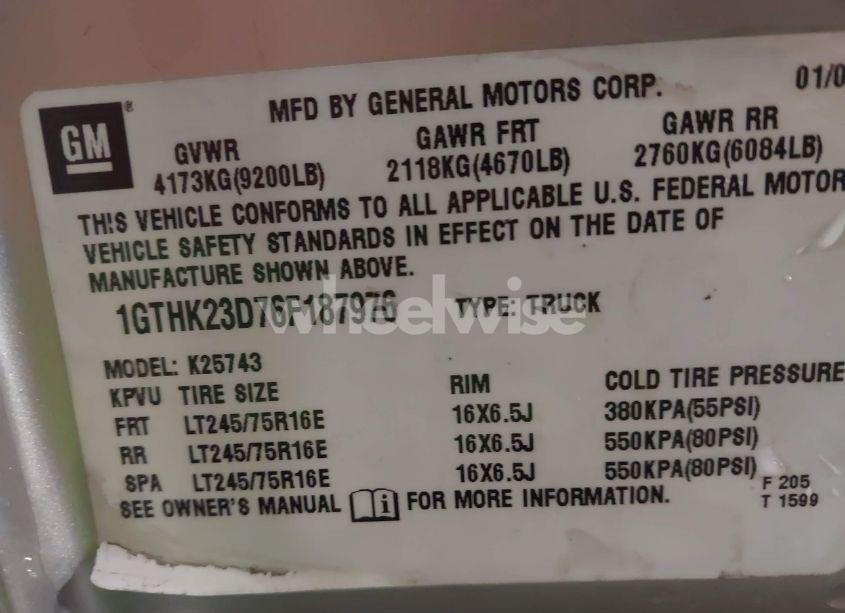 MFD BY GENERAL MOTORS CORP. 01/0
GM®
GVWR GAWR FRT GAWR RR
4173KG(9200LB) 2118KG(4670LB) 2760KG(6084LB)
THIS VEHICLE CONFORMS TO ALL APPLICABLE U.S. FEDERAL MOTOR
VEHICLE SAFETY STANDARDS IN EFFECT ON THE DATE OF
MANUFACTURE SHOWN ABOVE.
1GTHK23D76F187976 TYPE: TRUCK
wheelwise
MODEL: K25743
KPVU TIRE SIZE RIM COLD TIRE PRESSURE
FRT LT245/75R16E 16X6.5J 380KPA(55PSI)
RR LT245/75R16E 16X6.5J 550KPA(80PSI)
SPA LT245/75R16E 16X6.5J 550KPA(80PSI)
SEE OWNER'S MANUAL i FOR MORE INFORMATION.
F 205
T 1599